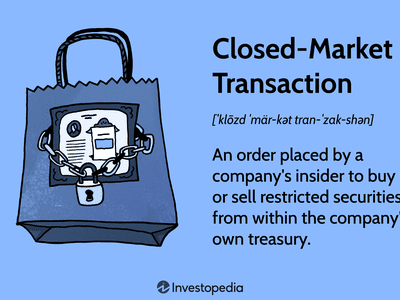 Closed-Market
Transaction
['klōzd 'mär-kət tran-'zak-shən]
An order placed by a
company's insider to buy
or sell restricted securities
from within the company'
own treasury.
Investopedia